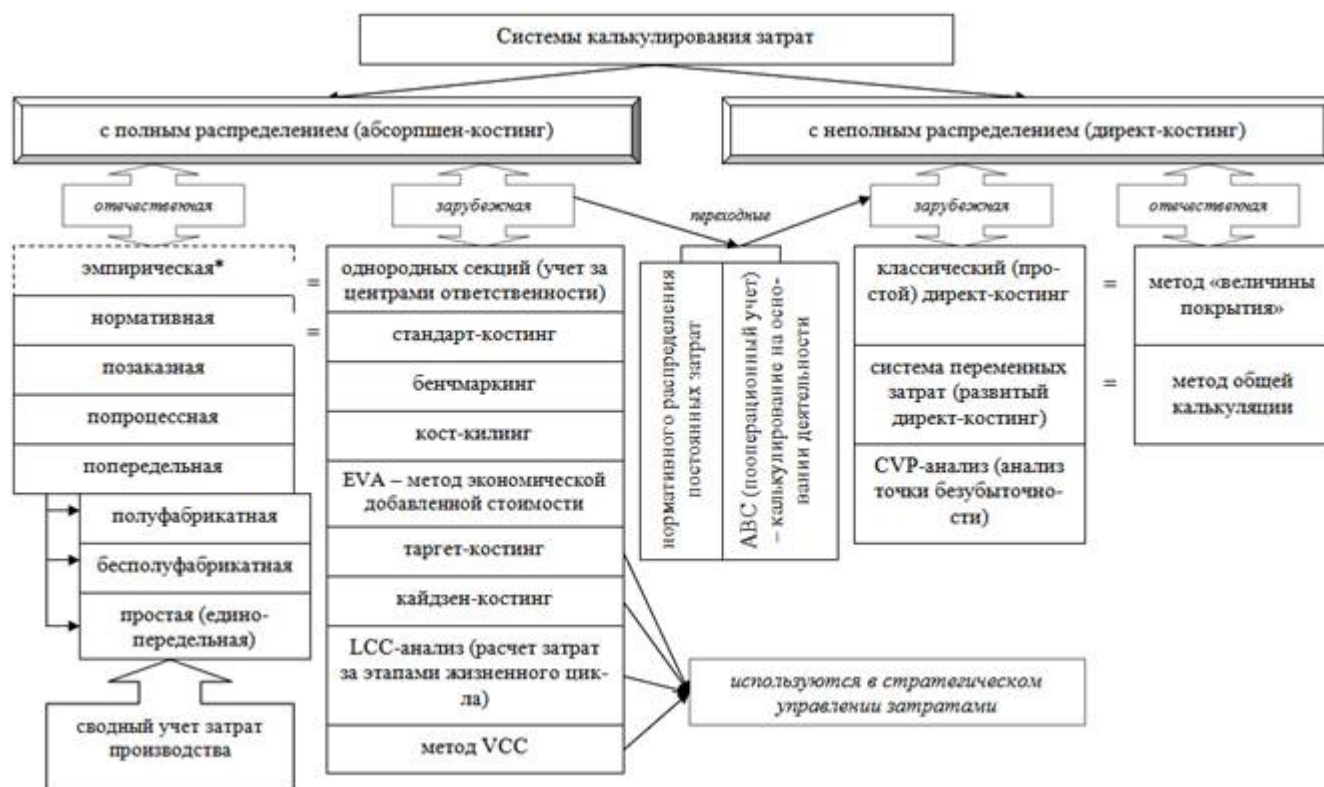 Системы калькулирования затрат
с полным распределением (абсорпшен-костинг)
с неполным распределением (директ-костинг)
отечественная
зарубежная
переходные
зарубежная
отечественная
эмпирическая*
нормативная
позаказная
попроцессная
попередельная
полуфабрикатная
бесполуфабрикатная
простая (едино-
передельная)
сводный учет затрат
производства
=
=
однородных секций (учет за
центрами ответственности)
стандарт-костинг
бенчмаркинг
кост-килинг
EVA – метод экономической
добавленной стоимости
таргет-костинг
кайдзен-костинг
LCC-анализ (расчет затрат
за этапами жизненного цик-
ла)
метод VCC
нормативного распределения
постоянных затрат
ABC (пооперационный учет)
– калькулирование на осно-
вании деятельности
классический (про-
стой) директ-костинг
система переменных
затрат (развитый
директ-костинг)
CVP-анализ (анализ
точки безубыточно-
сти)
=
=
метод «величины
покрытия»
метод общей
калькуляции
используются в стратегическом
управлении затратами